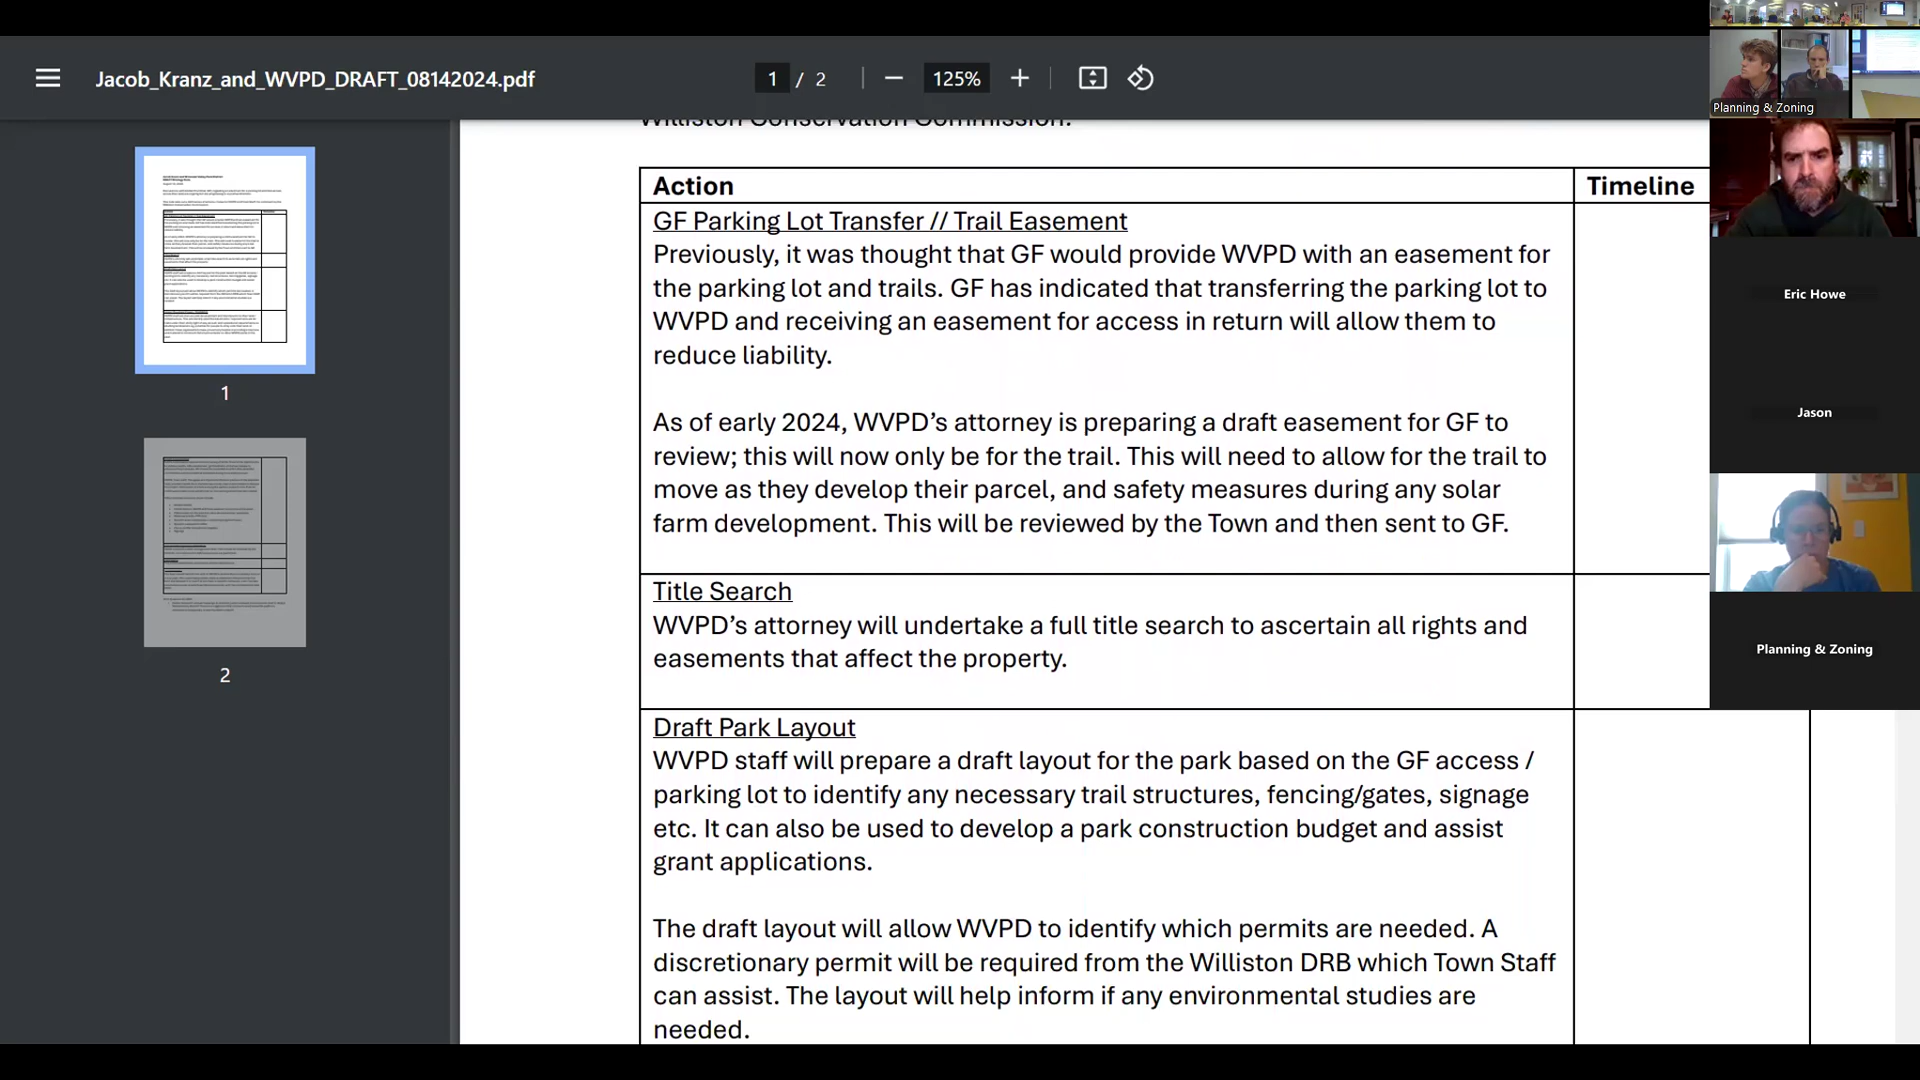 Jacob_Kranz_and_WVPD_DRAFT_08142024.pdf
1 / 2
125%
Planning & Zoning
Williston Conservation Commission.
Action
Timeline
GF Parking Lot Transfer // Trail Easement
Previously, it was thought that GF would provide WVPD with an easement for
the parking lot and trails. GF has indicated that transferring the parking lot to
WVPD and receiving an easement for access in return will allow them to
reduce liability.
As of early 2024, WVPD’s attorney is preparing a draft easement for GF to
review; this will now only be for the trail. This will need to allow for the trail to
move as they develop their parcel, and safety measures during any solar
farm development. This will be reviewed by the Town and then sent to GF.
Title Search
WVPD’s attorney will undertake a full title search to ascertain all rights and
easements that affect the property.
Draft Park Layout
WVPD staff will prepare a draft layout for the park based on the GF access /
parking lot to identify any necessary trail structures, fencing/gates, signage
etc. It can also be used to develop a park construction budget and assist
grant applications.
The draft layout will allow WVPD to identify which permits are needed. A
discretionary permit will be required from the Williston DRB which Town Staff
can assist. The layout will help inform if any environmental studies are
needed.
1
2
Eric Howe
Jason
Planning & Zoning